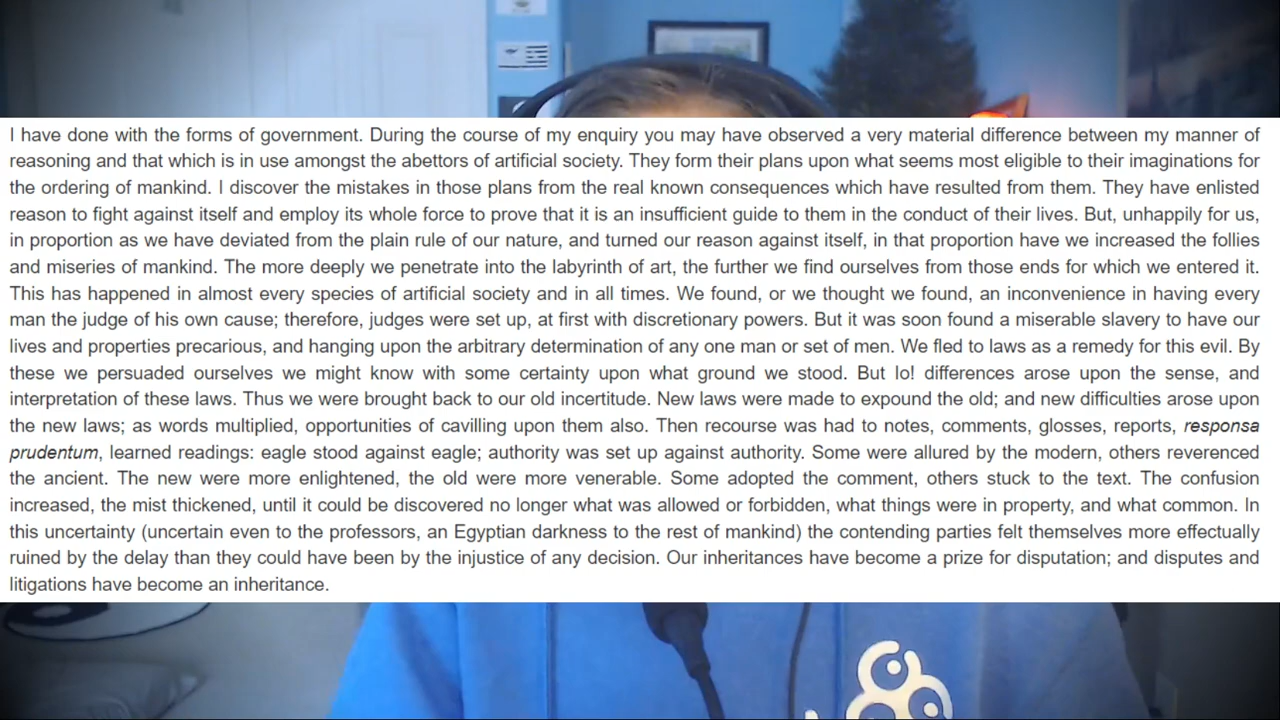 I have done with the forms of government. During the course of my enquiry you may have observed a very material difference between my manner of
reasoning and that which is in use amongst the abettors of artificial society. They form their plans upon what seems most eligible to their imaginations for
the ordering of mankind. I discover the mistakes in those plans from the real known consequences which have resulted from them. They have enlisted
reason to fight against itself and employ its whole force to prove that it is an insufficient guide to them in the conduct of their lives. But, unhappily for us,
in proportion as we have deviated from the plain rule of our nature, and turned our reason against itself, in that proportion have we increased the follies
and miseries of mankind. The more deeply we penetrate into the labyrinth of art, the further we find ourselves from those ends for which we entered it.
This has happened in almost every species of artificial society and in all times. We found, or we thought we found, an inconvenience in having every
man the judge of his own cause; therefore, judges were set up, at first with discretionary powers. But it was soon found a miserable slavery to have our
lives and properties precarious, and hanging upon the arbitrary determination of any one man or set of men. We fled to laws as a remedy for this evil. By
these we persuaded ourselves we might know with some certainty upon what ground we stood. But lo! differences arose upon the sense, and
interpretation of these laws. Thus we were brought back to our old incertitude. New laws were made to expound the old; and new difficulties arose upon
the new laws; as words multiplied, opportunities of cavilling upon them also. Then recourse was had to notes, comments, glosses, reports, responsa
prudentum, learned readings: eagle stood against eagle; authority was set up against authority. Some were allured by the modern, others reverenced
the ancient. The new were more enlightened, the old were more venerable. Some adopted the comment, others stuck to the text. The confusion
increased, the mist thickened, until it could be discovered no longer what was allowed or forbidden, what things were in property, and what common. In
this uncertainty (uncertain even to the professors, an Egyptian darkness to the rest of mankind) the contending parties felt themselves more effectually
ruined by the delay than they could have been by the injustice of any decision. Our inheritances have become a prize for disputation; and disputes and
litigations have become an inheritance.